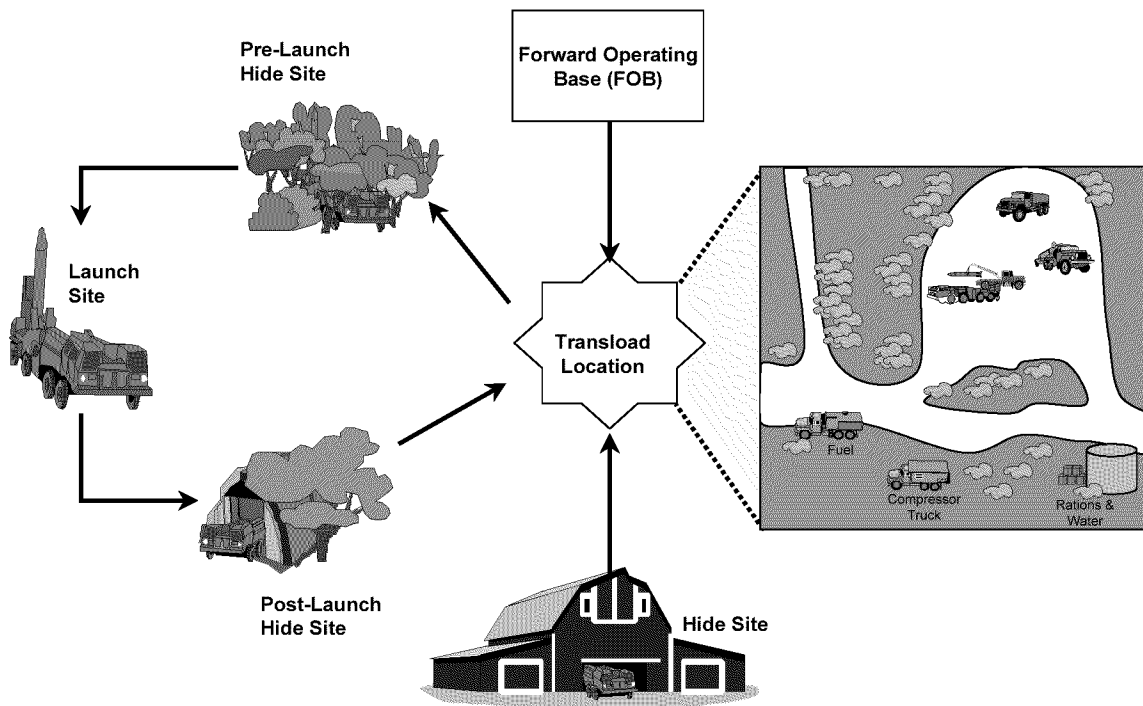 Pre-Launch
Hide Site
Forward Operating
Base (FOB)
Launch
Site
Transload
Location
Fuel
Compressor
Truck
Rations &
Water
Post-Launch
Hide Site
Hide Site